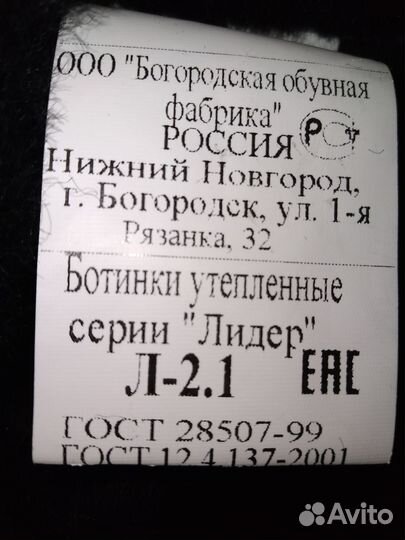 ООО "Богородская обувная
фабрика"
РОССИЯ
Нижний Новгород,
г. Богородск, ул. 1-я
Рязанка, 32
Ботинки утепленные
серии "Лидер"
Л-2.1 ЕАС
ГОСТ 28507-99
ГОСТ 12.4.137-2001
Avito